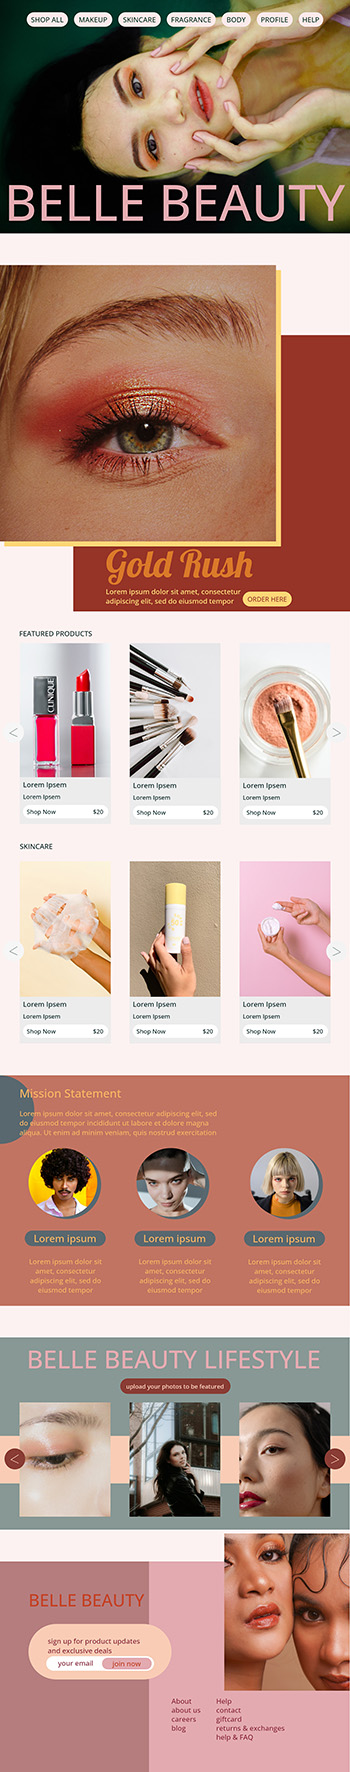 SHOP ALL MAKEUP SKINCARE FRAGRANCE BODY PROFILE HELP
BELLE BEAUTY
Gold Rush
Lorem ipsum dolor sit amet, consectetur
adipiscing elit, sed do eiusmod tempor
ORDER HERE
FEATURED PRODUCTS
CLINIQUE
< >
Lorem Ipsem Lorem Ipsem Lorem Ipsem
Lorem Ipsem Lorem Ipsem Lorem Ipsem
Shop Now $20 Shop Now $20 Shop Now $20
SKINCARE
< >
Lorem Ipsem Lorem Ipsem Lorem Ipsem
Lorem Ipsem Lorem Ipsem Lorem Ipsem
Shop Now $20 Shop Now $20 Shop Now $20
Mission Statement
Lorem ipsum dolor sit amet, consectetur adipiscing elit, sed
do eiusmod tempor incididunt ut labore et dolore magna
aliqua. Ut enim ad minim veniam, quis nostrud exercitation
Lorem ipsum Lorem ipsum Lorem ipsum
Lorem ipsum dolor sit Lorem ipsum dolor sit Lorem ipsum dolor sit
amet, consectetur amet, consectetur amet, consectetur
adipiscing elit, sed do adipiscing elit, sed do adipiscing elit, sed do
eiusmod tempor eiusmod tempor eiusmod tempor
BELLE BEAUTY LIFESTYLE
upload your photos to be featured
< >
BELLE BEAUTY
sign up for product updates
and exclusive deals
your email join now
About Help
about us contact
careers giftcard
blog returns & exchanges
help & FAQ